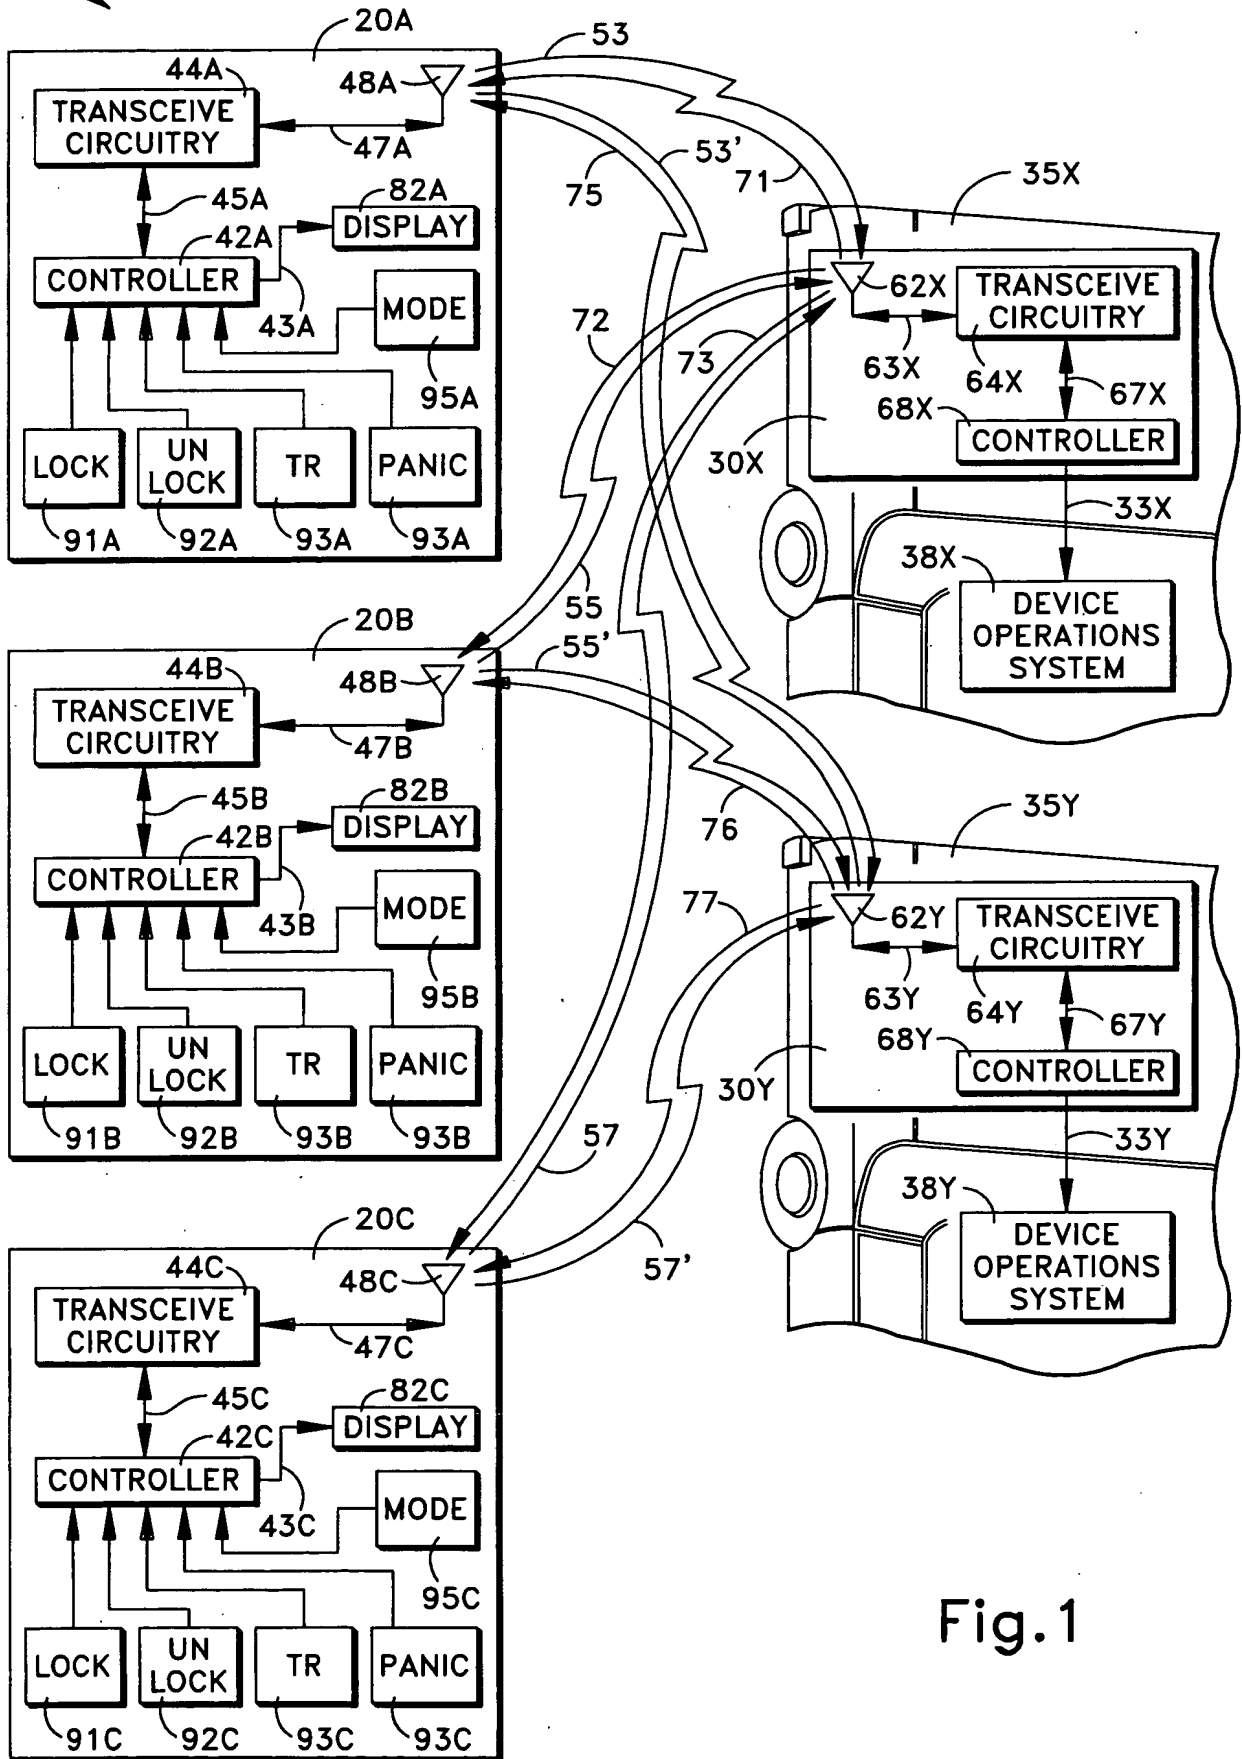 20A
53
44A
48A
TRANSCEIVE
CIRCUITRY
47A
75
53'
71
35X
45A
82A
DISPLAY
42A
CONTROLLER
43A
MODE
95A
72
73
62X
TRANSCEIVE
CIRCUITRY
63X
64X
67X
68X
CONTROLLER
30X
LOCK
UN
LOCK
TR
PANIC
91A
92A
93A
93A
33X
55
38X
DEVICE
OPERATIONS
SYSTEM
20B
55'
44B
48B
TRANSCEIVE
CIRCUITRY
47B
45B
82B
DISPLAY
42B
CONTROLLER
43B
MODE
95B
76
35Y
77
62Y
TRANSCEIVE
CIRCUITRY
63Y
64Y
67Y
68Y
CONTROLLER
30Y
LOCK
UN
LOCK
TR
PANIC
91B
92B
93B
93B
57
33Y
38Y
DEVICE
OPERATIONS
SYSTEM
20C
57'
44C
48C
TRANSCEIVE
CIRCUITRY
47C
45C
82C
DISPLAY
42C
CONTROLLER
43C
MODE
95C
LOCK
UN
LOCK
TR
PANIC
91C
92C
93C
93C
Fig.1